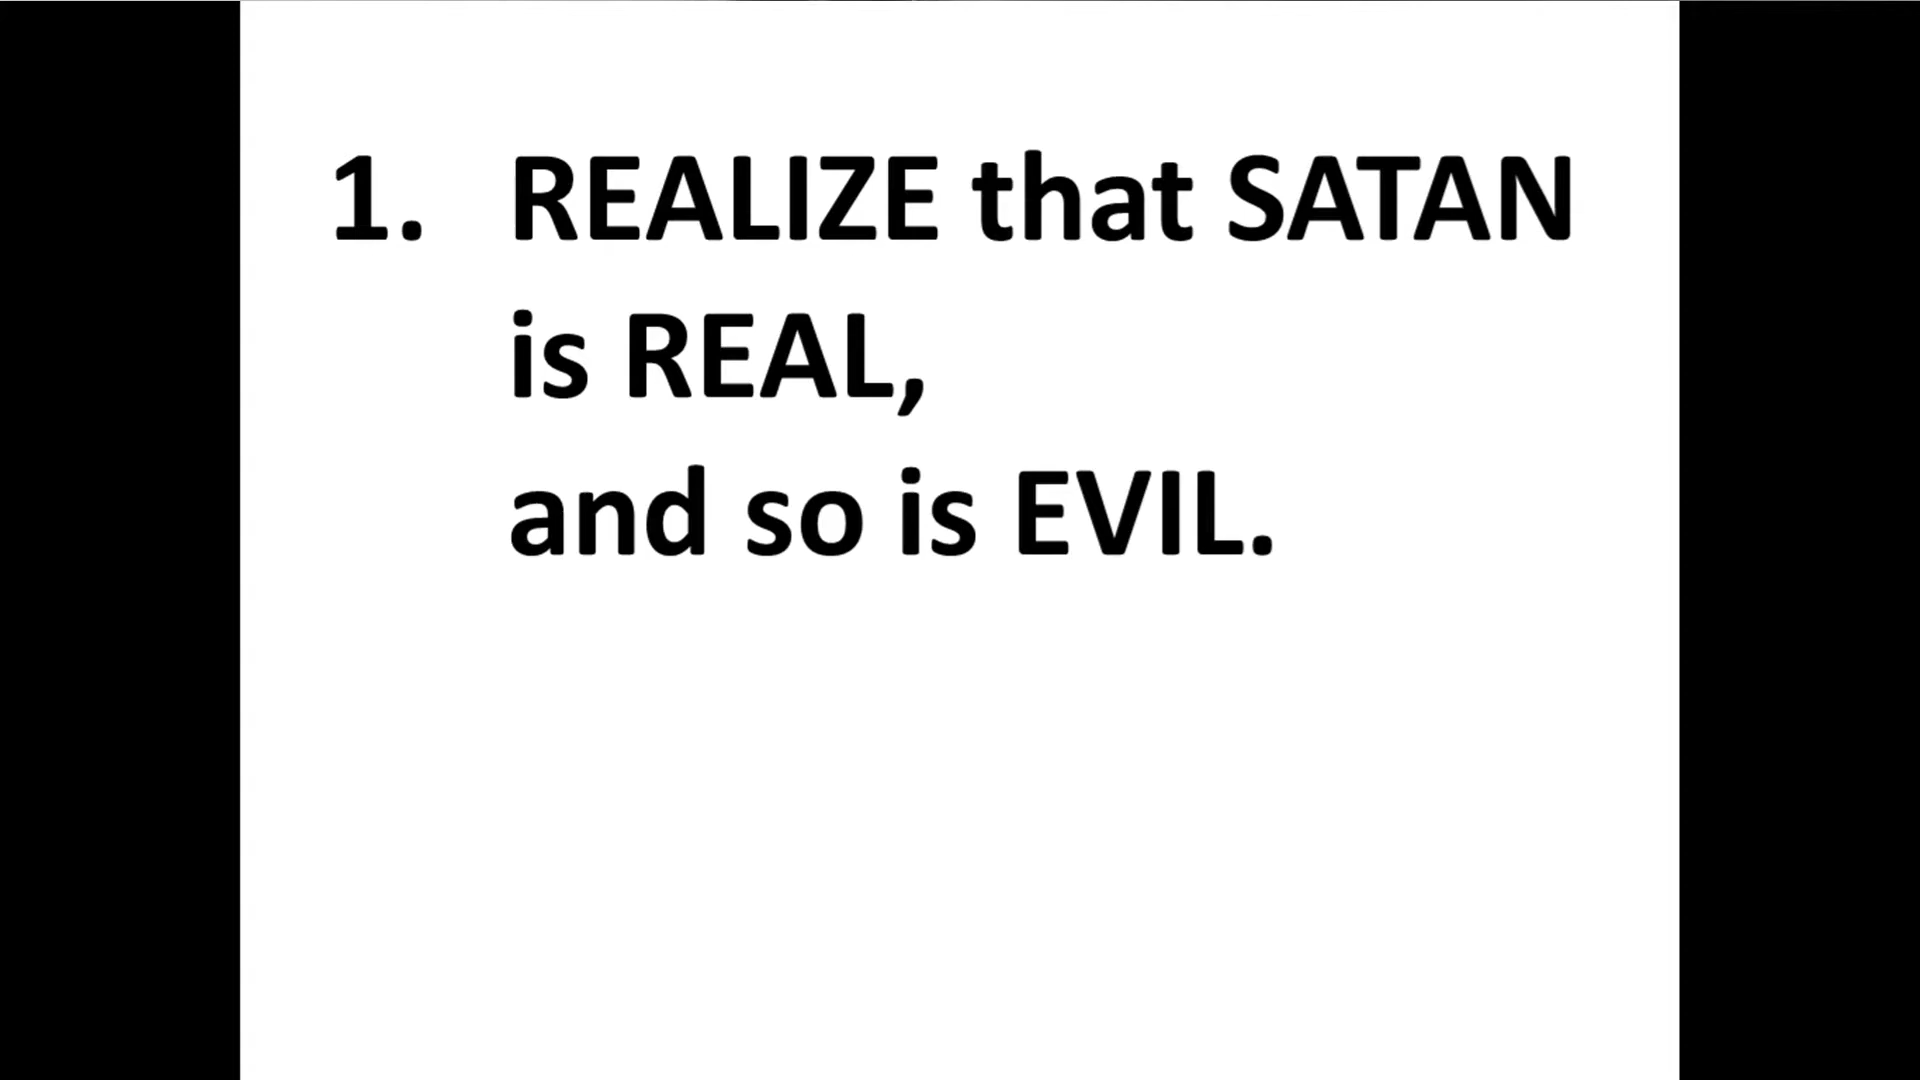 1. REALIZE that SATAN
is REAL,
and so is EVIL.